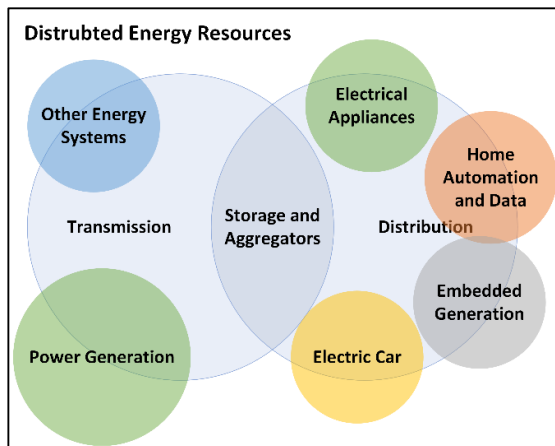 Distrubted Energy Resources
Other Energy
Systems
Electrical
Appliances
Home
Automation
and Data
Transmission
Storage and
Aggregators
Distribution
Embedded
Generation
Power Generation
Electric Car